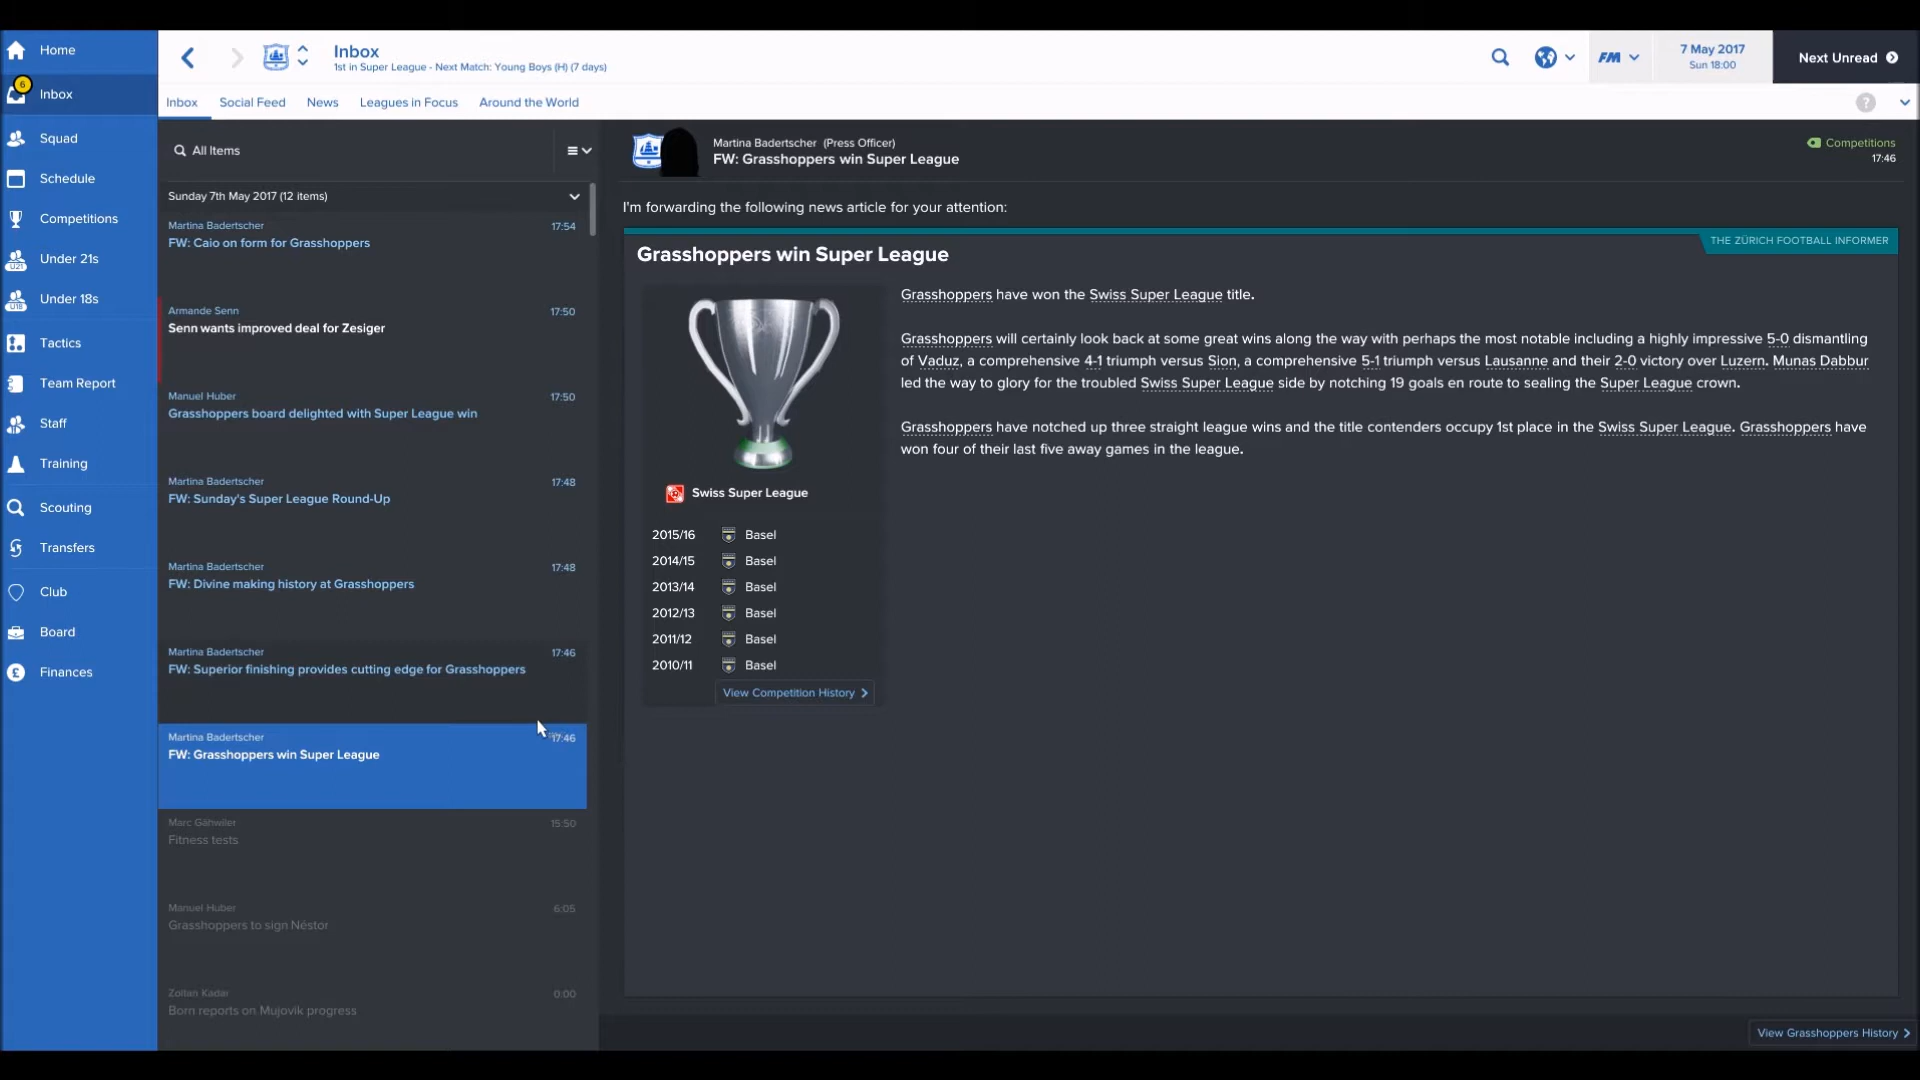 Home
6
Inbox
Squad
Schedule
Competitions
U21
Under 21s
U18
Under 18s
Tactics
Team Report
Staff
Training
Scouting
Transfers
Club
Board
£
Finances
Inbox
1st in Super League - Next Match: Young Boys (H) (7 days)
FM
7 May 2017
Sun 18:00
Next Unread
Inbox
Social Feed
News
Leagues in Focus
Around the World
?
All Items
Sunday 7th May 2017 (12 items)
Martina Badertscher 17:54
FW: Caio on form for Grasshoppers
Armande Senn 17:50
Senn wants improved deal for Zesiger
Manuel Huber 17:50
Grasshoppers board delighted with Super League win
Martina Badertscher 17:48
FW: Sunday's Super League Round-Up
Martina Badertscher 17:48
FW: Divine making history at Grasshoppers
Martina Badertscher 17:46
FW: Superior finishing provides cutting edge for Grasshoppers
Martina Badertscher 17:46
FW: Grasshoppers win Super League
Marc Gähwiler 15:50
Fitness tests
Manuel Huber 6:05
Grasshoppers to sign Néstor
Zoltan Kadar 0:00
Born reports on Mujovik progress
Martina Badertscher (Press Officer)
FW: Grasshoppers win Super League
Competitions
17:46
I'm forwarding the following news article for your attention:
THE ZÜRICH FOOTBALL INFORMER
Grasshoppers win Super League
Grasshoppers have won the Swiss Super League title.
Grasshoppers will certainly look back at some great wins along the way with perhaps the most notable including a highly impressive 5-0 dismantling
of Vaduz, a comprehensive 4-1 triumph versus Sion, a comprehensive 5-1 triumph versus Lausanne and their 2-0 victory over Luzern. Munas Dabbur
led the way to glory for the troubled Swiss Super League side by notching 19 goals en route to sealing the Super League crown.
Grasshoppers have notched up three straight league wins and the title contenders occupy 1st place in the Swiss Super League. Grasshoppers have
won four of their last five away games in the league.
Swiss Super League
2015/16 Basel
2014/15 Basel
2013/14 Basel
2012/13 Basel
2011/12 Basel
2010/11 Basel
View Competition History
View Grasshoppers History